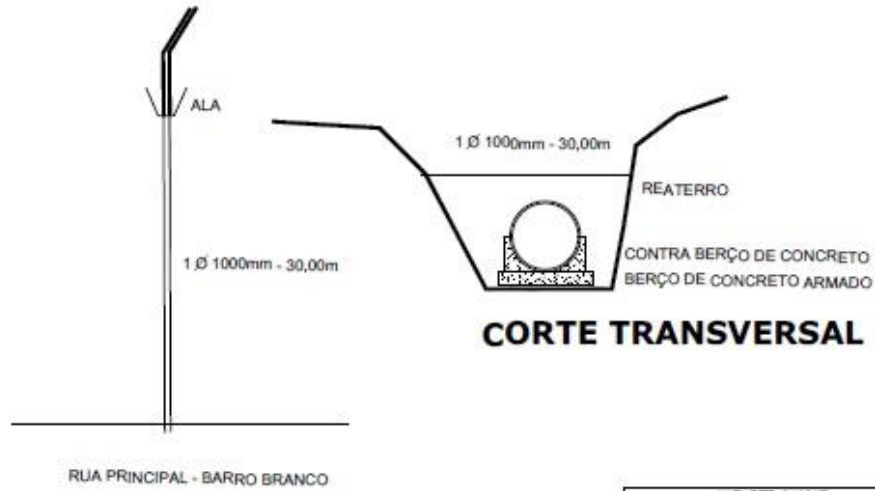 ALA
1 Ø 1000mm - 30,00m
REATERRO
1 Ø 1000mm - 30,00m
CONTRA BERÇO DE CONCRETO
BERÇO DE CONCRETO ARMADO
CORTE TRANSVERSAL
RUA PRINCIPAL - BARRO BRANCO